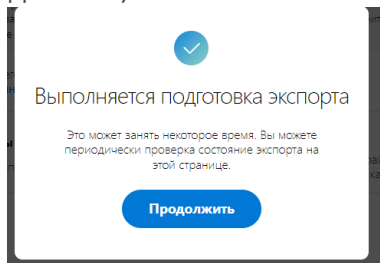 Выполняется подготовка экспорта
Это может занять некоторое время. Вы можете
периодически проверка состояние экспорта на
этой странице.
Продолжить